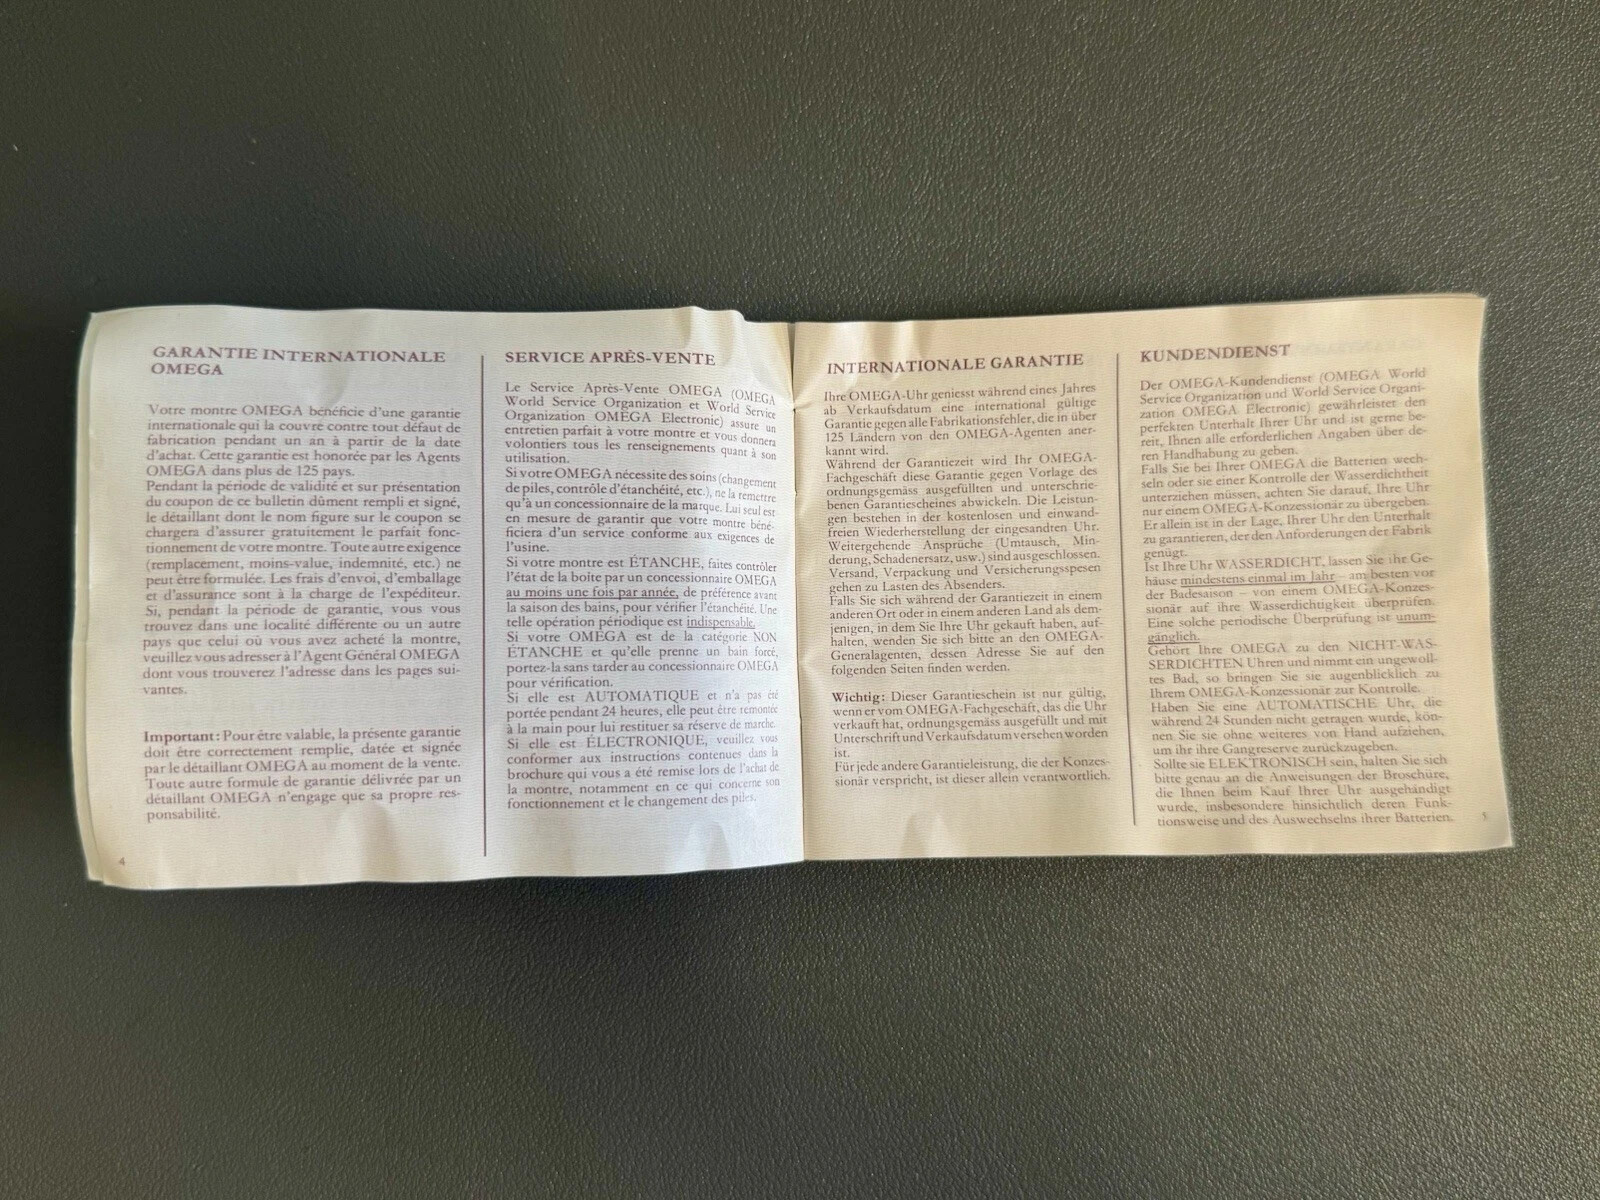 GARANTIE INTERNATIONALE
OMEGA
Votre montre OMEGA bénéficie d'une garantie
internationale qui la couvre contre tout défaut de
fabrication pendant un an à partir de la date
d'achat. Cette garantie est honorée par les Agents
OMEGA dans plus de 125 pays.
Pendant la période de validité et sur présentation
du coupon de ce bulletin dûment rempli et signé,
le détaillant dont le nom figure sur le coupon se
chargera d'assurer gratuitement le parfait fonc-
tionnement de votre montre. Toute autre exigence
(remplacement, moins-value, indemnité, etc.) ne
peut être formulée. Les frais d'envoi, d'emballage
et d'assurance sont à la charge de l'expéditeur.
Si, pendant la période de garantie, vous vous
trouvez dans une localité différente ou un autre
pays que celui où vous avez acheté la montre,
veuillez vous adresser à l'Agent Général OMEGA
dont vous trouverez l'adresse dans les pages sui-
vantes.
Important: Pour être valable, la présente garantie
doit être correctement remplie, datée et signée
par le détaillant OMEGA au moment de la vente.
Toute autre formule de garantie délivrée par un
détaillant OMEGA n'engage que sa propre res-
ponsabilité.
4
SERVICE APRÈS-VENTE
Le Service Après-Vente OMEGA (OMEGA
World Service Organization et World Service
Organization OMEGA Electronic) assure un
entretien parfait à votre montre et vous donnera
volontiers tous les renseignements quant à son
utilisation.
Si votre OMEGA nécessite des soins (changement
de piles, contrôle d'étanchéité, etc.), ne la remettre
qu'à un concessionnaire de la marque. Lui seul est
en mesure de garantir que votre montre béné-
ficiera d'un service conforme aux exigences de
l'usine.
Si votre montre est ÉTANCHE, faites contrôler
l'état de la boîte par un concessionnaire OMEGA
au moins une fois par année, de préférence avant
la saison des bains, pour vérifier l'étanchéité. Une
telle opération périodique est indispensable.
Si votre OMEGA est de la catégorie NON
ÉTANCHE et qu'elle prenne un bain forcé,
portez-la sans tarder au concessionnaire OMEGA
pour vérification.
Si elle est AUTOMATIQUE et n'a pas été
portée pendant 24 heures, elle peut être remontée
à la main pour lui restituer sa réserve de marche.
Si elle est ÉLECTRONIQUE, veuillez vous
conformer aux instructions contenues dans la
brochure qui vous a été remise lors de l'achat de
la montre, notamment en ce qui concerne son
fonctionnement et le changement des piles.
INTERNATIONALE GARANTIE
Ihre OMEGA-Uhr geniesst während eines Jahres
ab Verkaufsdatum eine international gültige
Garantie gegen alle Fabrikationsfehler, die in über
125 Ländern von den OMEGA-Agenten aner-
kannt wird.
Während der Garantiezeit wird Ihr OMEGA-
Fachgeschäft diese Garantie gegen Vorlage des
ordnungsgemäss ausgefüllten und unterschrie-
benen Garantiescheines abwickeln. Die Leistun-
gen bestehen in der kostenlosen und einwand-
freien Wiederherstellung der eingesandten Uhr.
Weitergehende Ansprüche (Umtausch, Min-
derung, Schadenersatz, usw.) sind ausgeschlossen.
Versand, Verpackung und Versicherungsspesen
gehen zu Lasten des Absenders.
Falls Sie sich während der Garantiezeit in einem
anderen Ort oder in einem anderen Land als dem-
jenigen, in dem Sie Ihre Uhr gekauft haben, auf-
halten, wenden Sie sich bitte an den OMEGA-
Generalagenten, dessen Adresse Sie auf den
folgenden Seiten finden werden.
Wichtig: Dieser Garantieschein ist nur gültig,
wenn er vom OMEGA-Fachgeschäft, das die Uhr
verkauft hat, ordnungsgemäss ausgefüllt und mit
Unterschrift und Verkaufsdatum versehen worden
ist.
Für jede andere Garantieleistung, die der Konzes-
sionär verspricht, ist dieser allein verantwortlich.
KUNDENDIENST
Der OMEGA-Kundendienst (OMEGA World
Service Organization und World Service Organi-
zation OMEGA Electronic) gewährleistet den
perfekten Unterhalt Ihrer Uhr und ist gerne be-
reit, Ihnen alle erforderlichen Angaben über de-
ren Handhabung zu geben.
Falls Sie bei Ihrer OMEGA die Batterien wech-
seln oder sie einer Kontrolle der Wasserdichtheit
unterziehen müssen, achten Sie darauf, Ihre Uhr
nur einem OMEGA-Konzessionär zu übergeben.
Er allein ist in der Lage, Ihrer Uhr den Unterhalt
zu garantieren, der den Anforderungen der Fabrik
genügt.
Ist Ihre Uhr WASSERDICHT, lassen Sie ihr Ge-
häuse mindestens einmal im Jahr – am besten vor
der Badesaison – von einem OMEGA-Konzes-
sionär auf ihre Wasserdichtigkeit überprüfen.
Eine solche periodische Überprüfung ist unum-
gänglich.
Gehört Ihre OMEGA zu den NICHT-WAS-
SERDICHTEN Uhren und nimmt ein ungewoll-
tes Bad, so bringen Sie sie augenblicklich zu
Ihrem OMEGA-Konzessionär zur Kontrolle.
Haben Sie eine AUTOMATISCHE Uhr, die
während 24 Stunden nicht getragen wurde, kön-
nen Sie sie ohne weiteres von Hand aufziehen,
um ihr ihre Gangreserve zurückzugeben.
Sollte sie ELEKTRONISCH sein, halten Sie sich
bitte genau an die Anweisungen der Broschüre,
die Ihnen beim Kauf Ihrer Uhr ausgehändigt
wurde, insbesondere hinsichtlich deren Funk-
tionsweise und des Auswechselns ihrer Batterien.
5